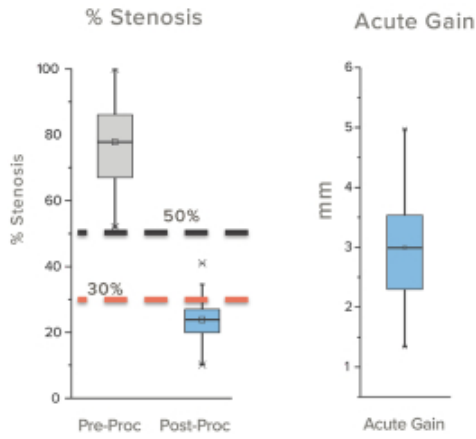 % Stenosis
% Stenosis
100
80
60
40
20
0
50%
30%
Pre-Proc
Post-Proc
Acute Gain
mm
6
5
4
3
2
1
Acute Gain